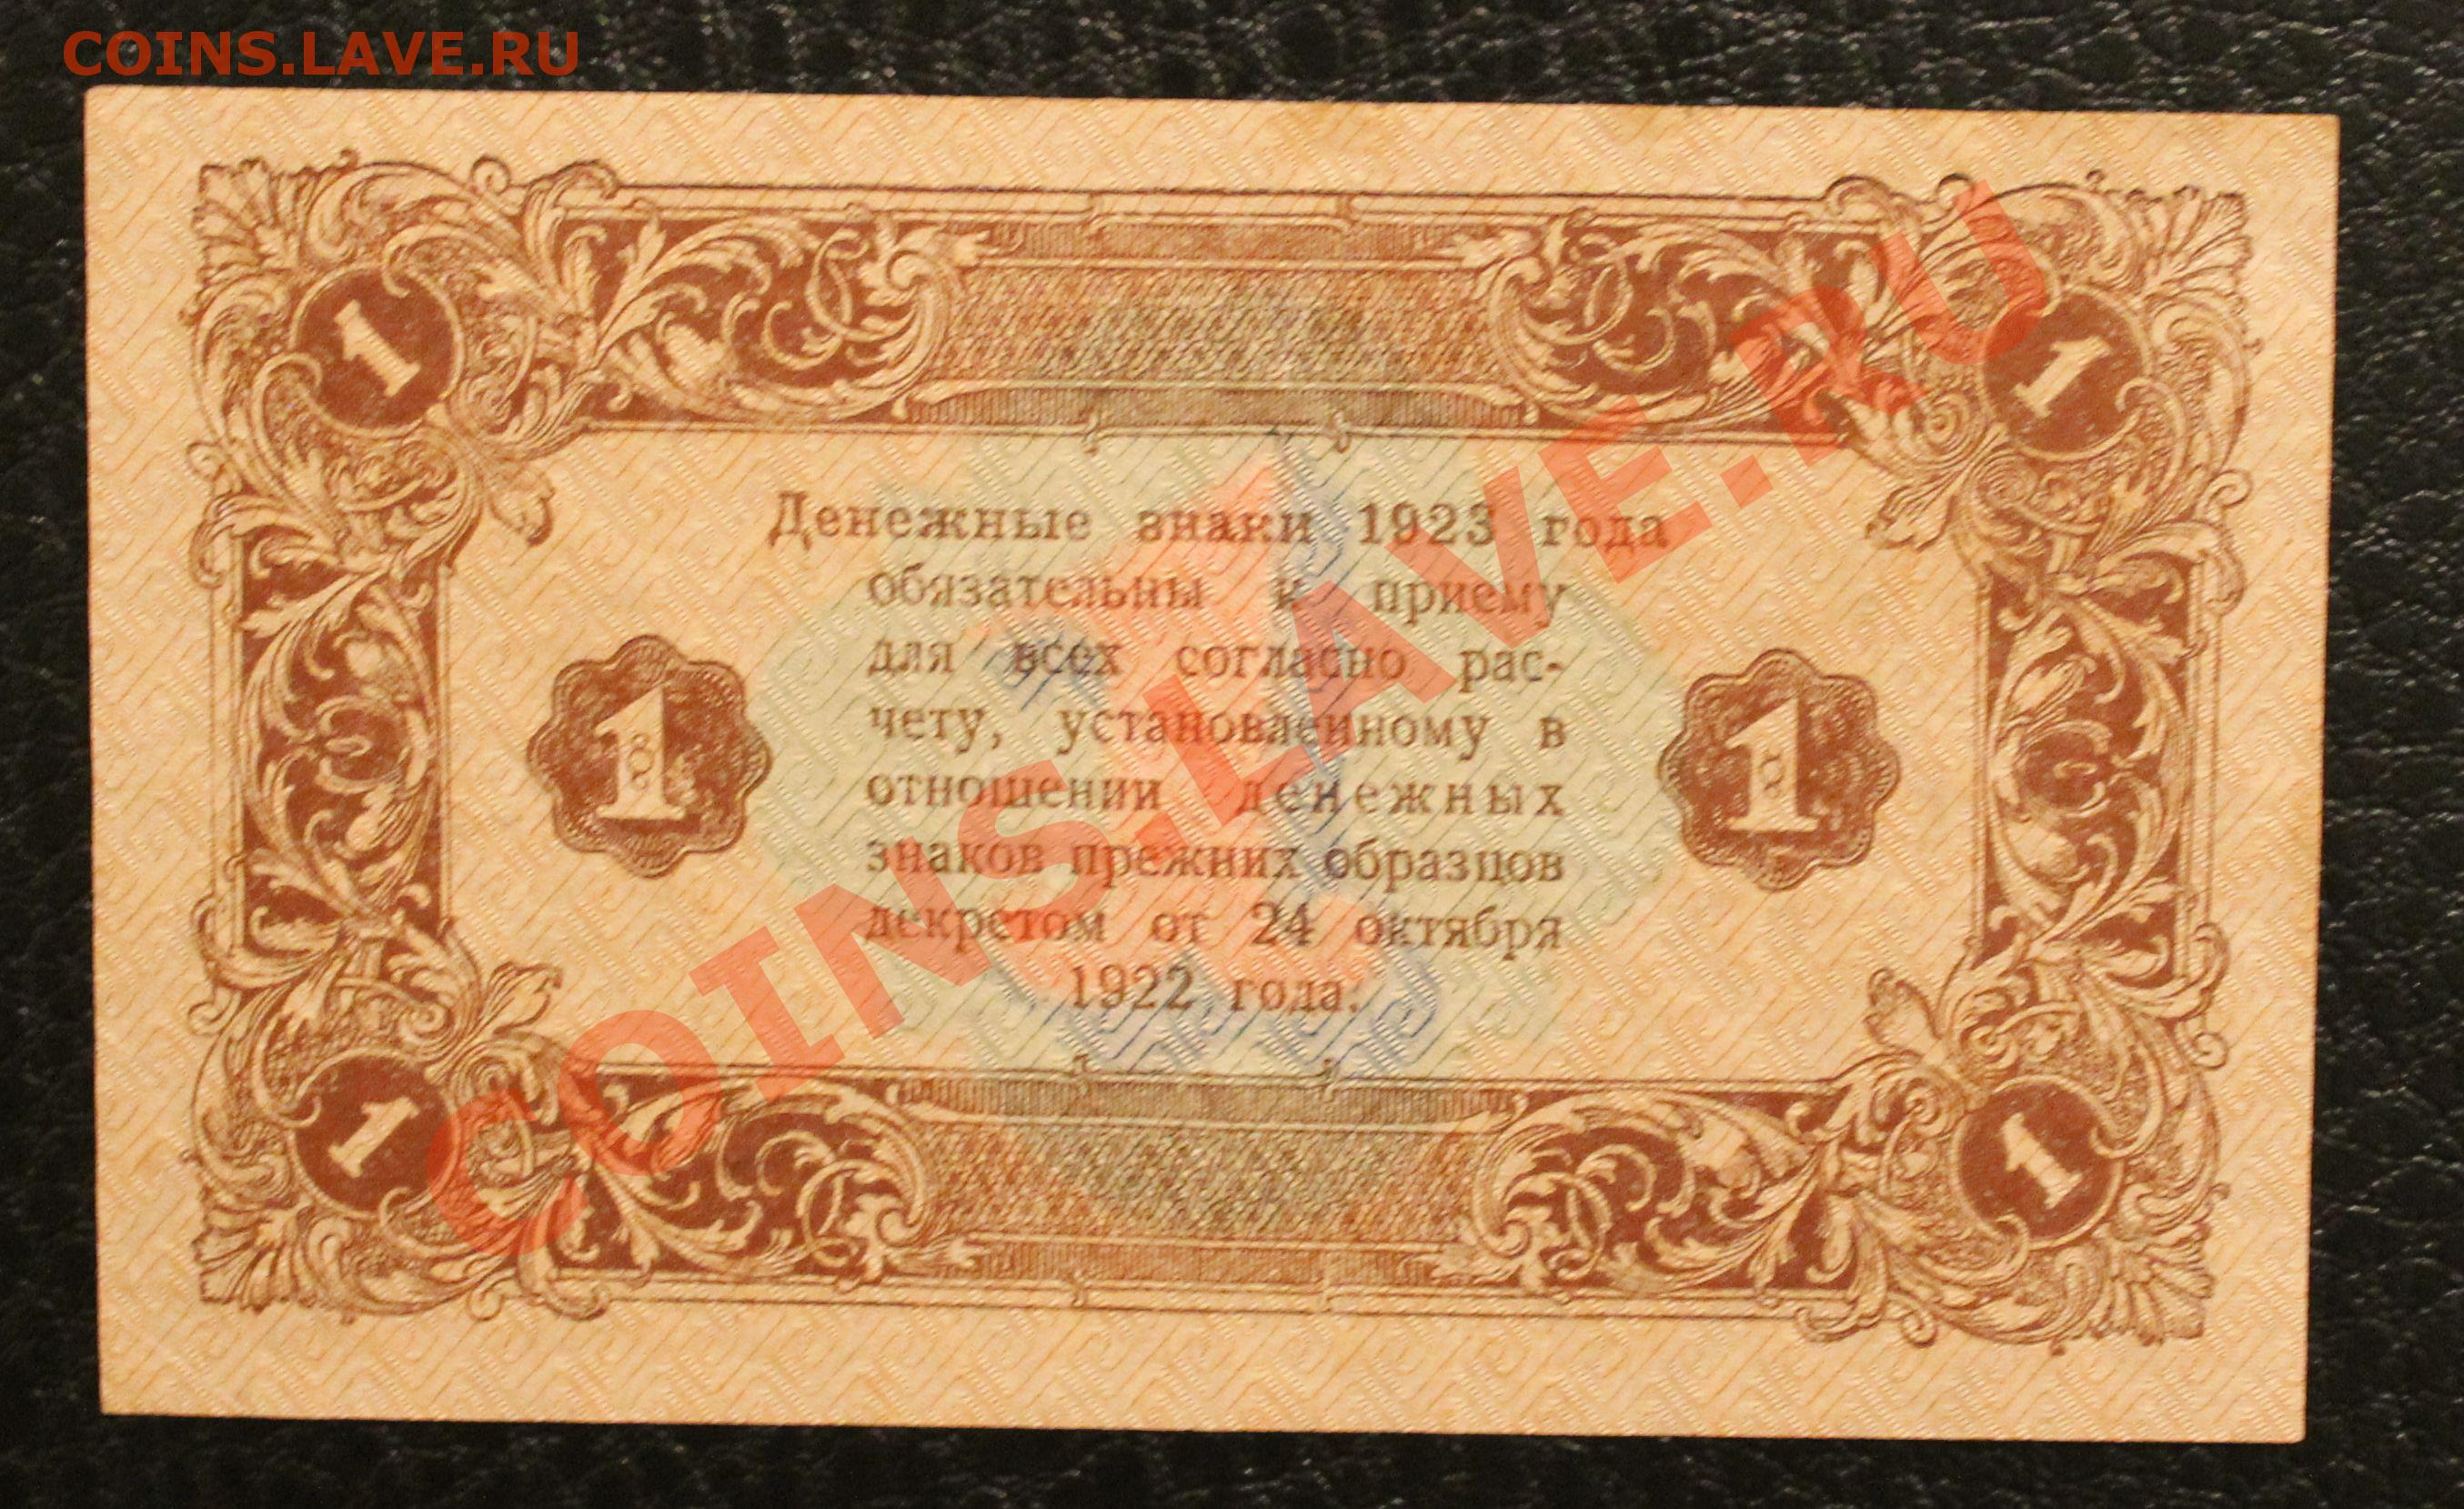 COINS.LAVE.RU
1 1
Денежные знаки 1923 года
обязательны к приему
для всех согласно рас-
чету, установленному в
отношении денежных
знаков прежних образцов
декретом от 24 октября
1922 года.
1 1
1 1
COINS.LAVE.RU